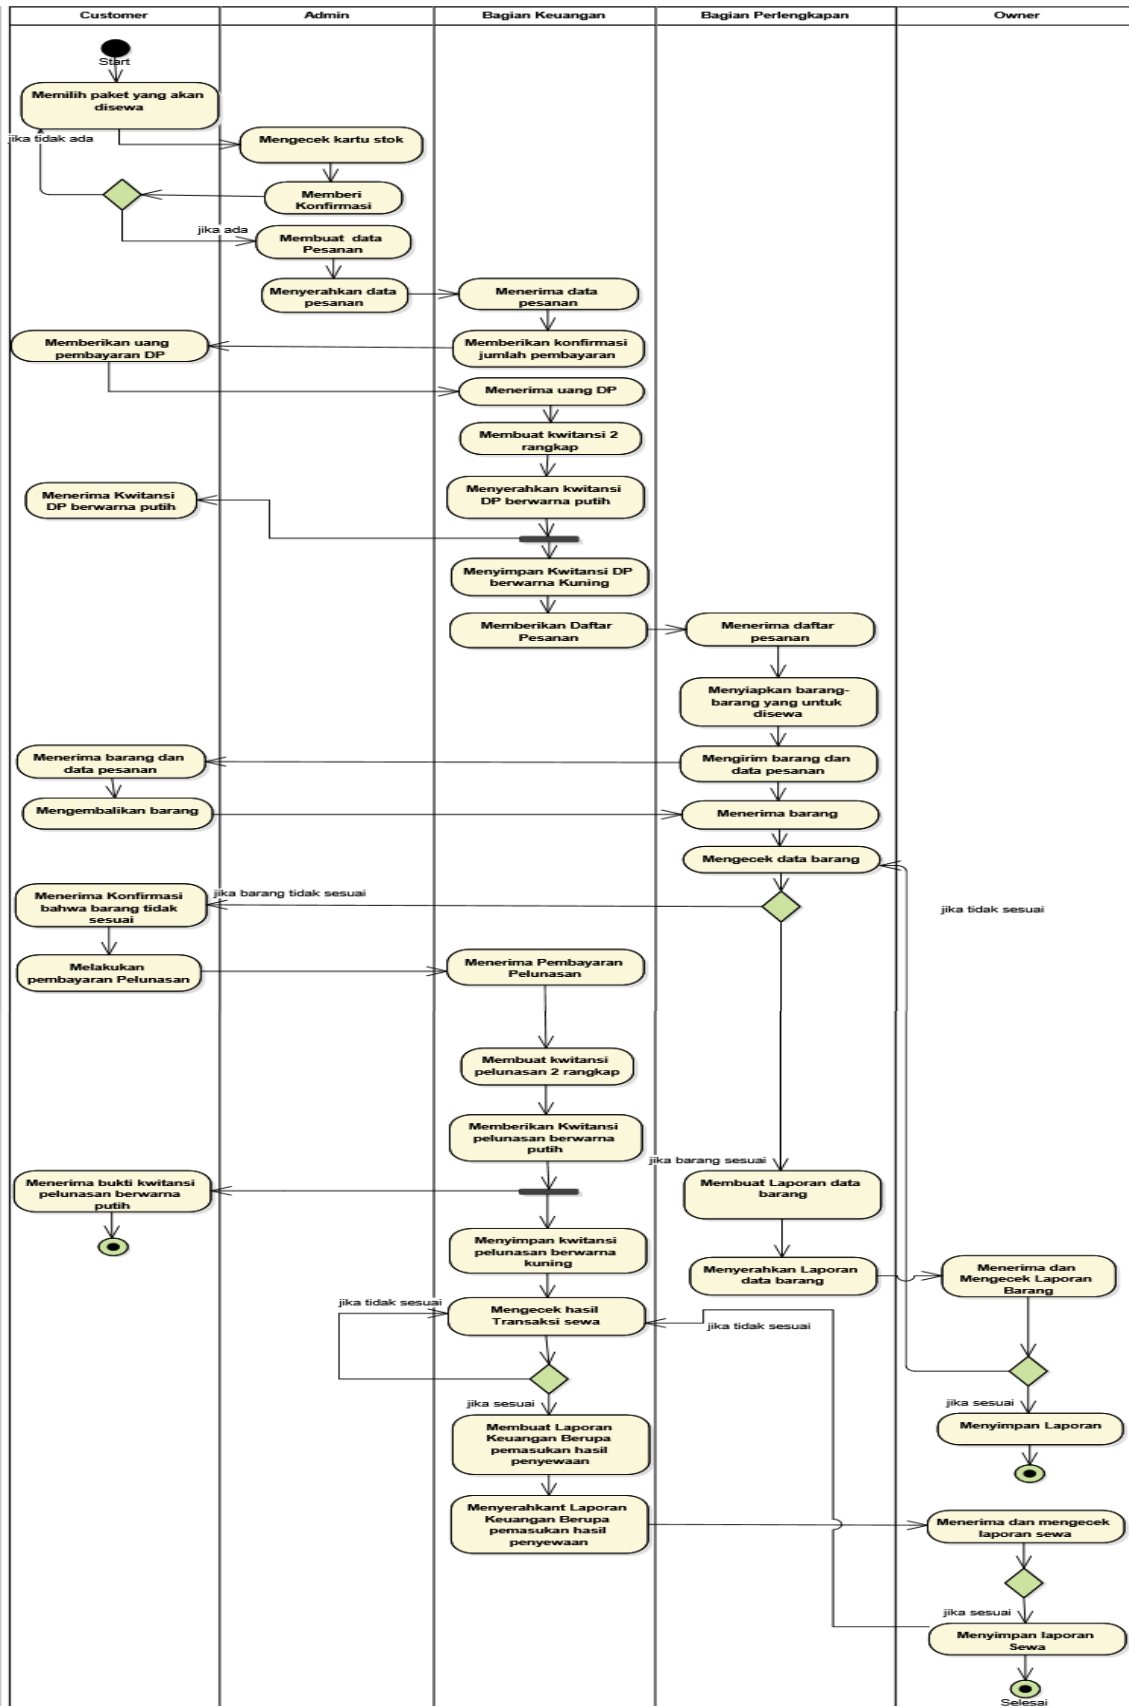 Customer
Admin
Bagian Keuangan
Bagian Perlengkapan
Owner
Start
Memilih paket yang akan
disewa
jika tidak ada
Mengecek kartu stok
Memberi
Konfirmasi
jika ada
Membuat data
Pesanan
Menyerahkan data
pesanan
Menerima data
pesanan
Memberikan uang
pembayaran DP
Memberikan konfirmasi
jumlah pembayaran
Menerima uang DP
Membuat kwitansi 2
rangkap
Menerima Kwitansi
DP berwarna putih
Menyerahkan kwitansi
DP berwarna putih
Menyimpan Kwitansi DP
berwarna Kuning
Memberikan Daftar
Pesanan
Menerima daftar
pesanan
Menyiapkan barang-
barang yang untuk
disewa
Menerima barang dan
data pesanan
Mengirim barang dan
data pesanan
Mengembalikan barang
Menerima barang
Mengecek data barang
Menerima Konfirmasi
bahwa barang tidak
sesuai
jika barang tidak sesuai
jika tidak sesuai
Melakukan
pembayaran Pelunasan
Menerima Pembayaran
Pelunasan
Membuat kwitansi
pelunasan 2 rangkap
Memberikan Kwitansi
pelunasan berwarna
putih
jika barang sesuai
Menerima bukti kwitansi
pelunasan berwarna
putih
Membuat Laporan data
barang
Menyimpan kwitansi
pelunasan berwarna
kuning
Menyerahkan Laporan
data barang
Menerima dan
Mengecek Laporan
Barang
jika tidak sesuai
Mengecek hasil
Transaksi sewa
jika tidak sesuai
jika sesuai
jika sesuai
Membuat Laporan
Keuangan Berupa
pemasukan hasil
penyewaan
Menyimpan Laporan
Menyerahkant Laporan
Keuangan Berupa
pemasukan hasil
penyewaan
Menerima dan mengecek
laporan sewa
jika sesuai
Menyimpan laporan
Sewa
Selesai